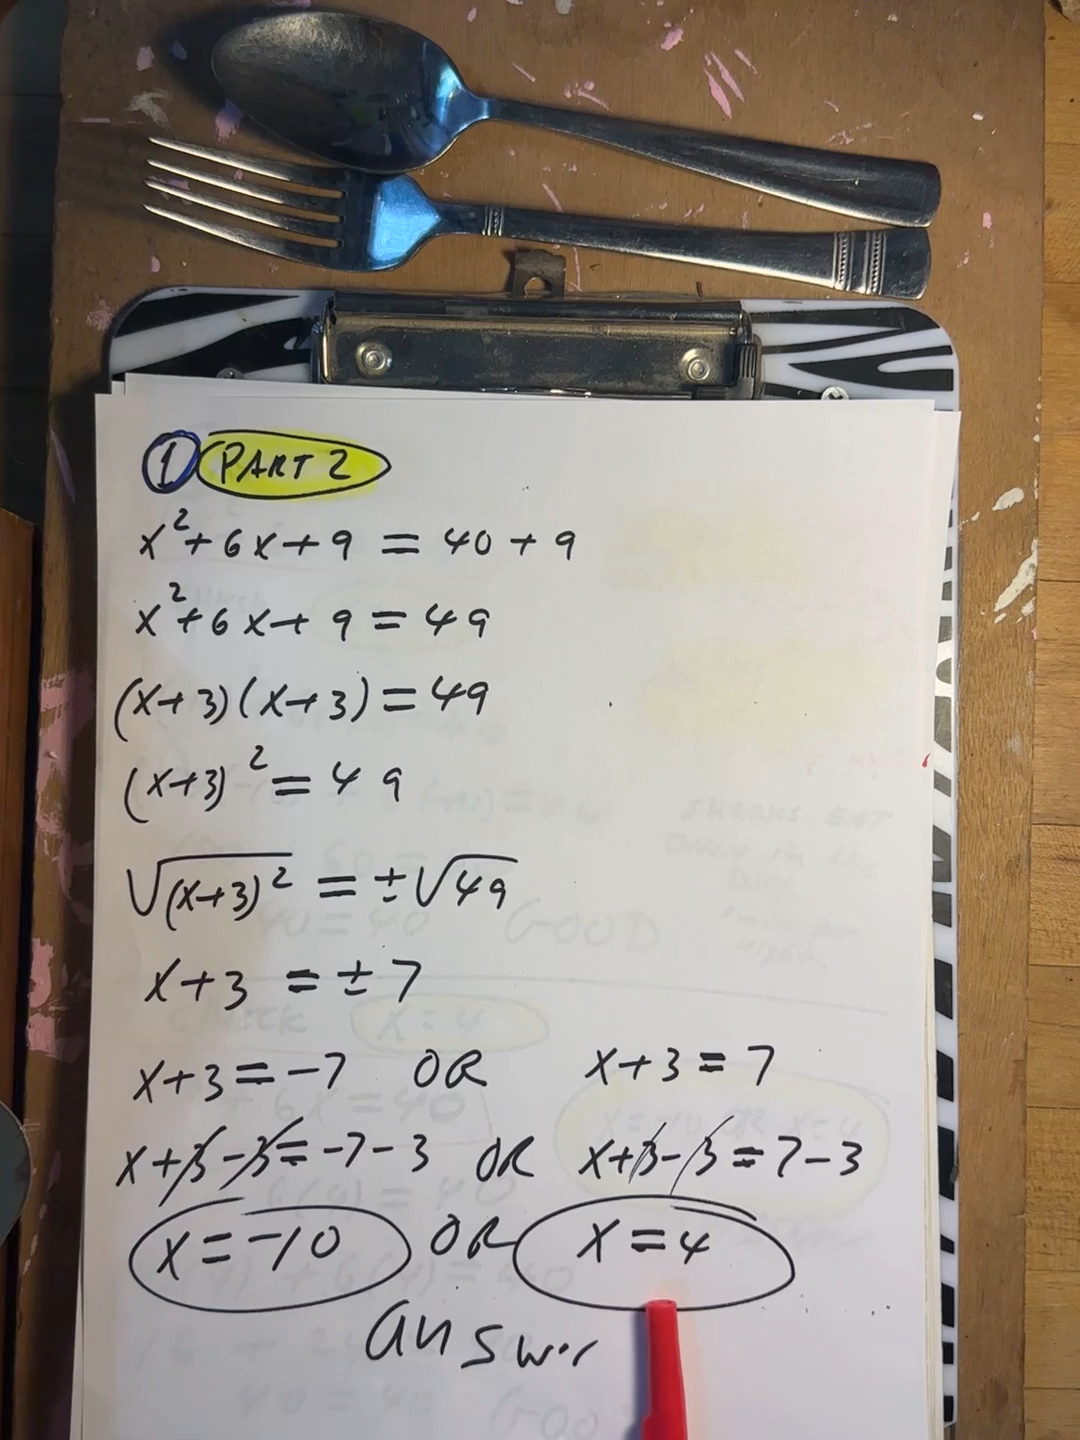 ① PART 2
x²+6x+9 = 40+9
x²+6x+9 = 49
(x+3)(x+3) = 49
(x+3)² = 49
√(x+3)² = ±√49
x+3 = ±7
x+3 = -7 OR x+3 = 7
x+3-3 = -7-3 OR x+3-3 = 7-3
x = -10 OR x = 4
answer